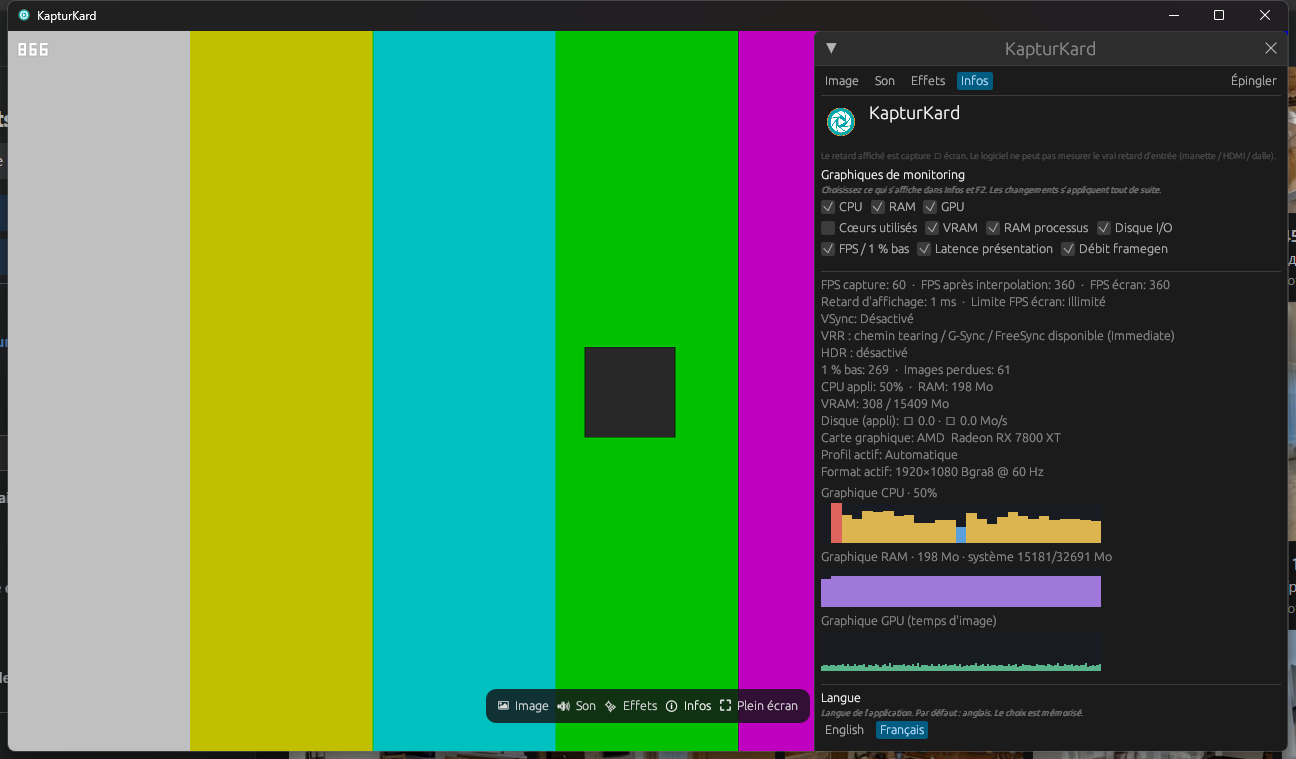 KapturKard
866
KapturKard
Image Son Effets Infos Épingler
KapturKard
Le retard affiché est capture □ écran. Le logiciel ne peut pas mesurer le vrai retard d'entrée (manette / HDMI / dalle).
Graphiques de monitoring
Choisissez ce qui s'affiche dans Infos et F2. Les changements s'appliquent tout de suite.
CPU RAM GPU
Cœurs utilisés VRAM RAM processus Disque I/O
FPS / 1 % bas Latence présentation Débit framegen
FPS capture: 60 · FPS après interpolation: 360 · FPS écran: 360
Retard d'affichage: 1 ms · Limite FPS écran: Illimité
VSync: Désactivé
VRR : chemin tearing / G-Sync / FreeSync disponible (Immediate)
HDR : désactivé
1 % bas: 269 · Images perdues: 61
CPU appli: 50% · RAM: 198 Mo
VRAM: 308 / 15409 Mo
Disque (appli): □ 0.0 · □ 0.0 Mo/s
Carte graphique: AMD Radeon RX 7800 XT
Profil actif: Automatique
Format actif: 1920×1080 Bgra8 @ 60 Hz
Graphique CPU · 50%
Graphique RAM · 198 Mo · système 15181/32691 Mo
Graphique GPU (temps d'image)
Image Son Effets Infos Plein écran
Langue
Langue de l'application. Par défaut : anglais. Le choix est mémorisé.
English Français